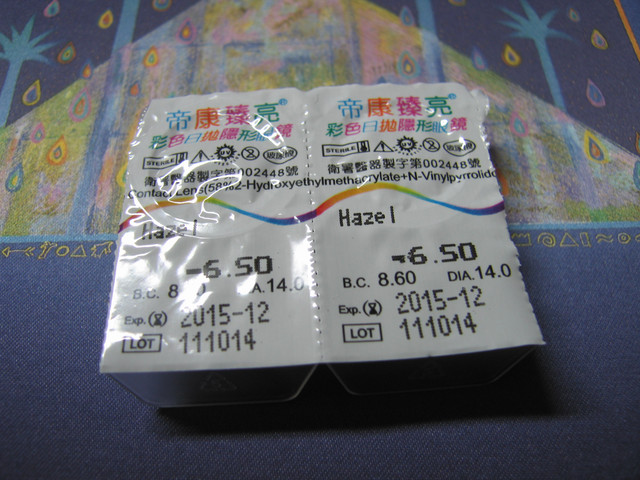 帝康臻亮®
彩色日拋隱形眼鏡
STERILE
衛署醫器製字第002448號
Contact Lens(58%2-Hydroxyethylmethacrylate+N-Vinylpyrrolido
Hazel
-6.50
B.C. 8.60 DIA.14.0
Exp. 2015-12
LOT 111014
帝康臻亮®
彩色日拋隱形眼鏡
STERILE
衛署醫器製字第002448號
Hazel
-6.50
B.C. 8.60 DIA.14.0
Exp. 2015-12
LOT 111014